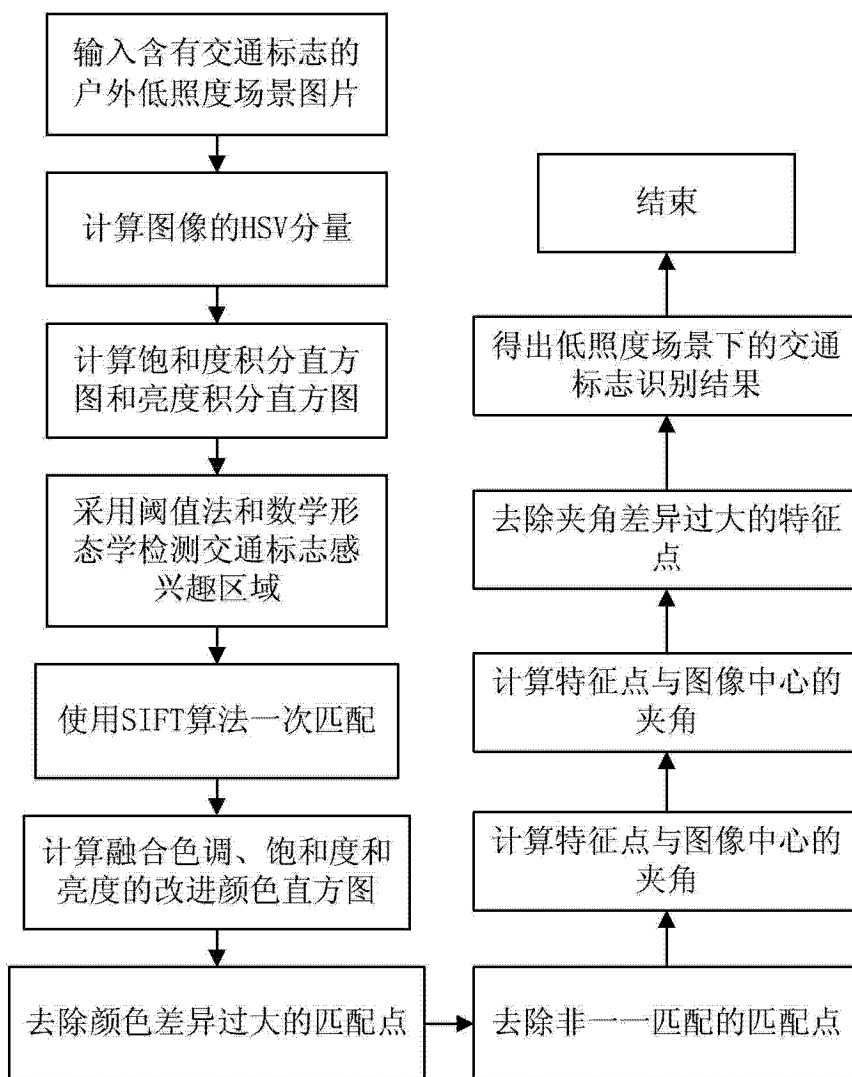 输入含有交通标志的
户外低照度场景图片
计算图像的HSV分量
计算饱和度积分直方
图和亮度积分直方图
采用阈值法和数学形
态学检测交通标志感
兴趣区域
使用SIFT算法一次匹配
计算融合色调、饱和度和
亮度的改进颜色直方图
去除颜色差异过大的匹配点
去除非一一匹配的匹配点
计算特征点与图像中心的
夹角
计算特征点与图像中心的
夹角
去除夹角差异过大的特征
点
得出低照度场景下的交通
标志识别结果
结束